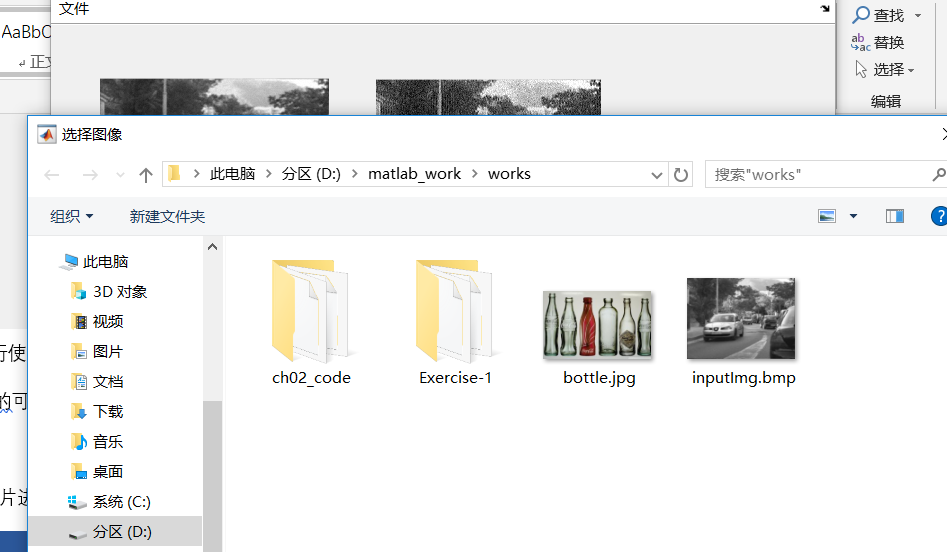 文件
AaBbC
正文
查找
替换
选择
编辑
选择图像
此电脑 分区 (D:) matlab_work works
搜索"works"
组织 新建文件夹
此电脑
3D 对象
视频
图片
文档
下载
音乐
桌面
系统 (C:)
分区 (D:)
ch02_code
Exercise-1
bottle.jpg
inputImg.bmp
行使
的可
片进